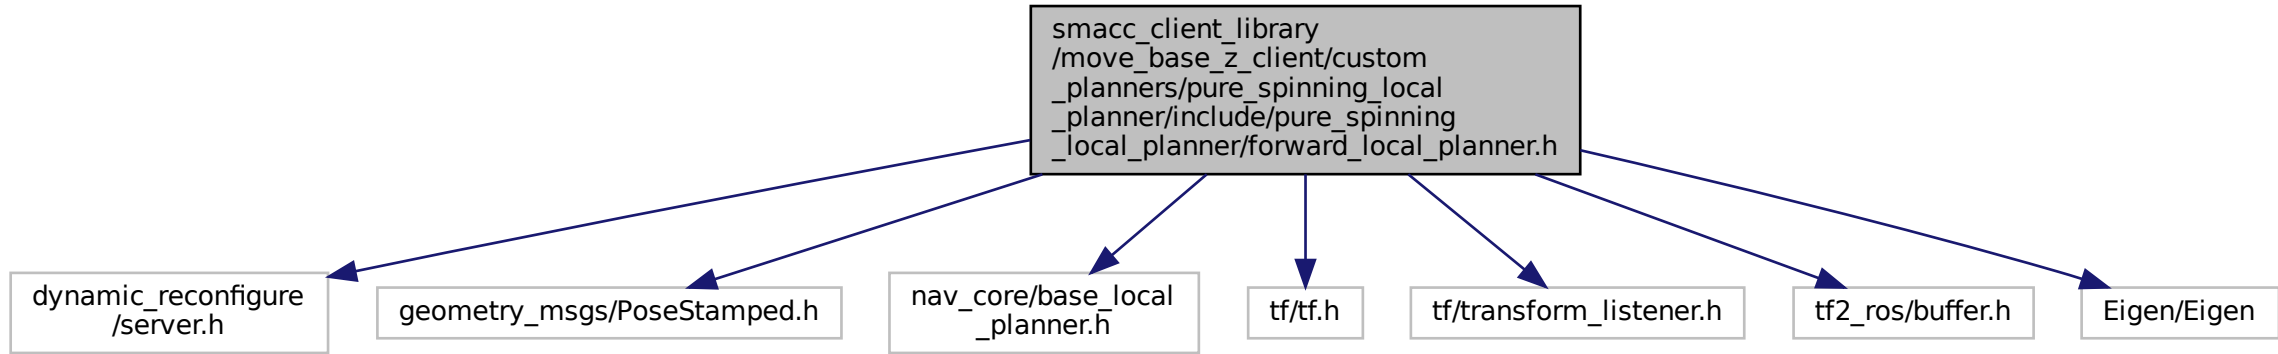 smacc_client_library
/move_base_z_client/custom
_planners/pure_spinning_local
_planner/include/pure_spinning
_local_planner/forward_local_planner.h
dynamic_reconfigure
/server.h
geometry_msgs/PoseStamped.h
nav_core/base_local
_planner.h
tf/tf.h
tf/transform_listener.h
tf2_ros/buffer.h
Eigen/Eigen